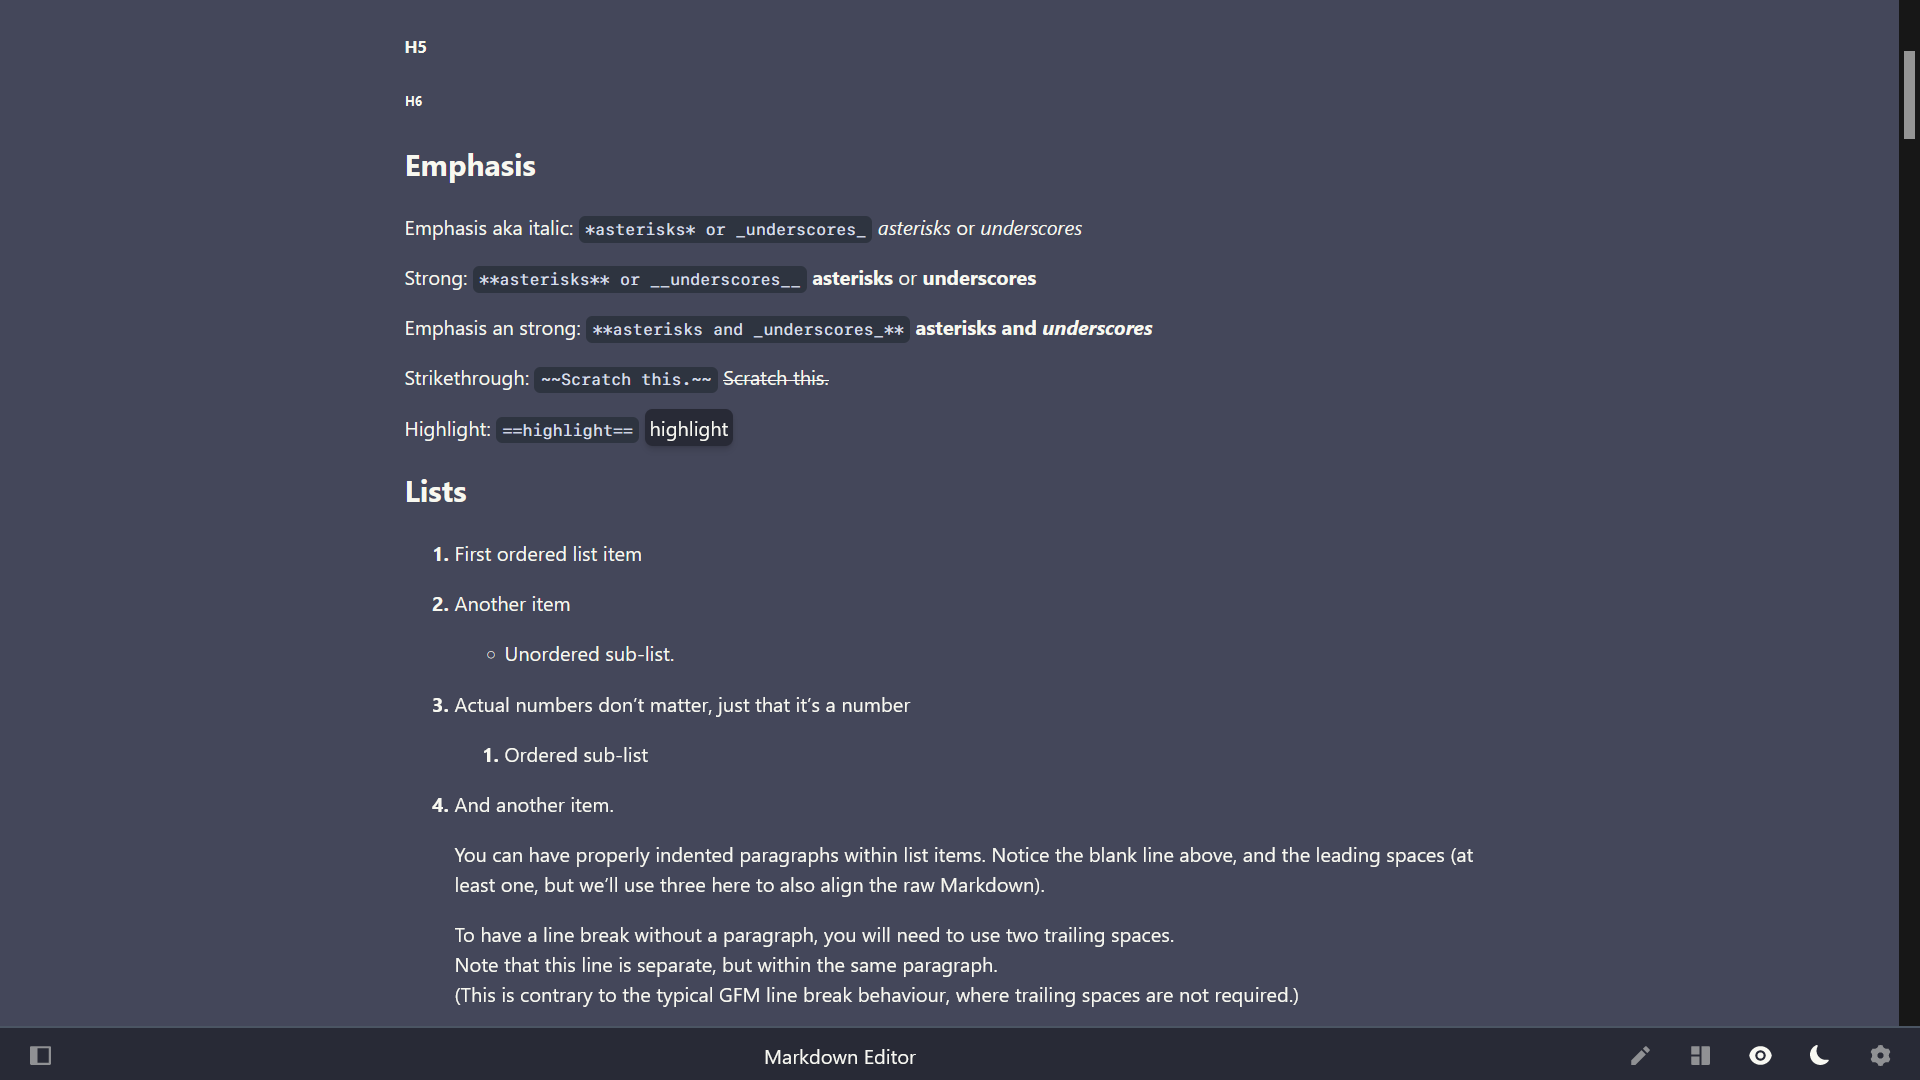 H5
H6
Emphasis
Emphasis aka italic: *asterisks* or _underscores_ asterisks or underscores
Strong: **asterisks** or __underscores__ asterisks or underscores
Emphasis an strong: **asterisks and _underscores_** asterisks and underscores
Strikethrough: ~~Scratch this.~~ Scratch this.
Highlight: ==highlight== highlight
Lists
1. First ordered list item
2. Another item
○ Unordered sub-list.
3. Actual numbers don’t matter, just that it’s a number
1. Ordered sub-list
4. And another item.
You can have properly indented paragraphs within list items. Notice the blank line above, and the leading spaces (at
least one, but we’ll use three here to also align the raw Markdown).
To have a line break without a paragraph, you will need to use two trailing spaces.
Note that this line is separate, but within the same paragraph.
(This is contrary to the typical GFM line break behaviour, where trailing spaces are not required.)
Markdown Editor